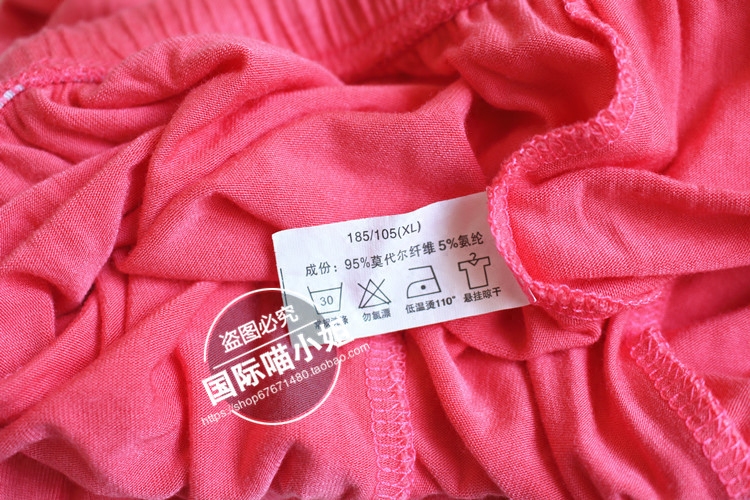 185/105(XL)
成份：95%莫代尔纤维 5%氨纶
30
勿氯漂
低温烫110°
悬挂晾干
盗图必究
国际喵小姐
https://shop67671480.taobao.com